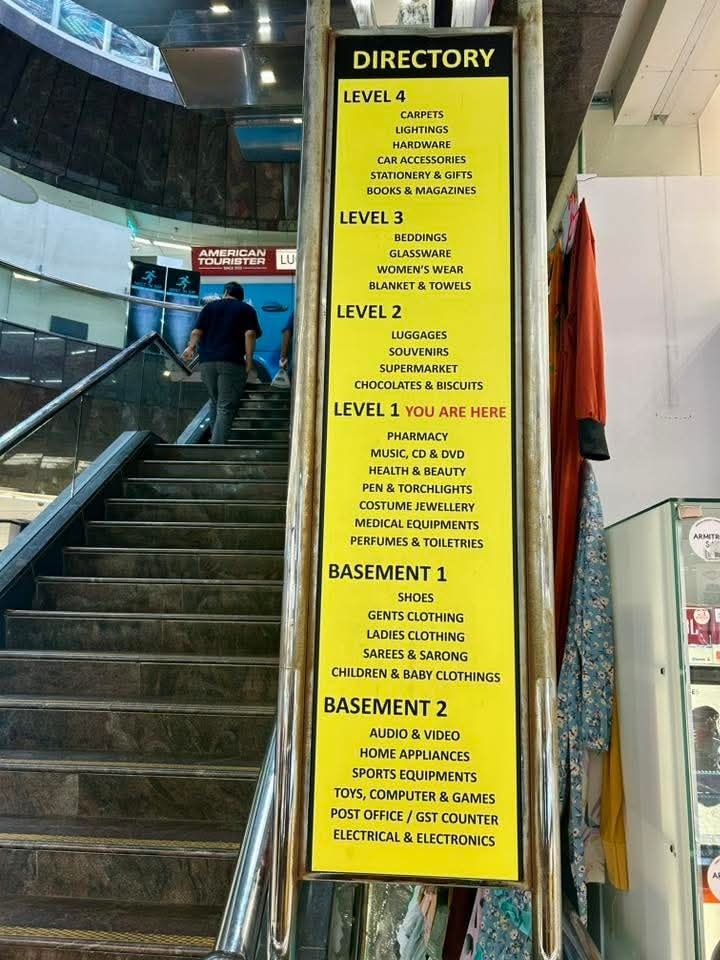 DIRECTORY
LEVEL 4
CARPETS
LIGHTINGS
HARDWARE
CAR ACCESSORIES
STATIONERY & GIFTS
BOOKS & MAGAZINES
LEVEL 3
BEDDINGS
GLASSWARE
WOMEN'S WEAR
BLANKET & TOWELS
LEVEL 2
LUGGAGES
SOUVENIRS
SUPERMARKET
CHOCOLATES & BISCUITS
LEVEL 1 YOU ARE HERE
PHARMACY
MUSIC, CD & DVD
HEALTH & BEAUTY
PEN & TORCHLIGHTS
COSTUME JEWELLERY
MEDICAL EQUIPMENTS
PERFUMES & TOILETRIES
BASEMENT 1
SHOES
GENTS CLOTHING
LADIES CLOTHING
SAREES & SARONG
CHILDREN & BABY CLOTHINGS
BASEMENT 2
AUDIO & VIDEO
HOME APPLIANCES
SPORTS EQUIPMENTS
TOYS, COMPUTER & GAMES
POST OFFICE / GST COUNTER
ELECTRICAL & ELECTRONICS
AMERICAN
TOURISTER
LU
ARMITR